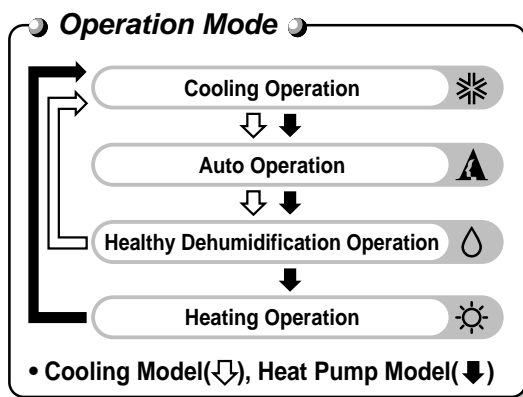 Operation Mode
Cooling Operation
Auto Operation
Healthy Dehumidification Operation
Heating Operation
• Cooling Model(⇩), Heat Pump Model(⬇)